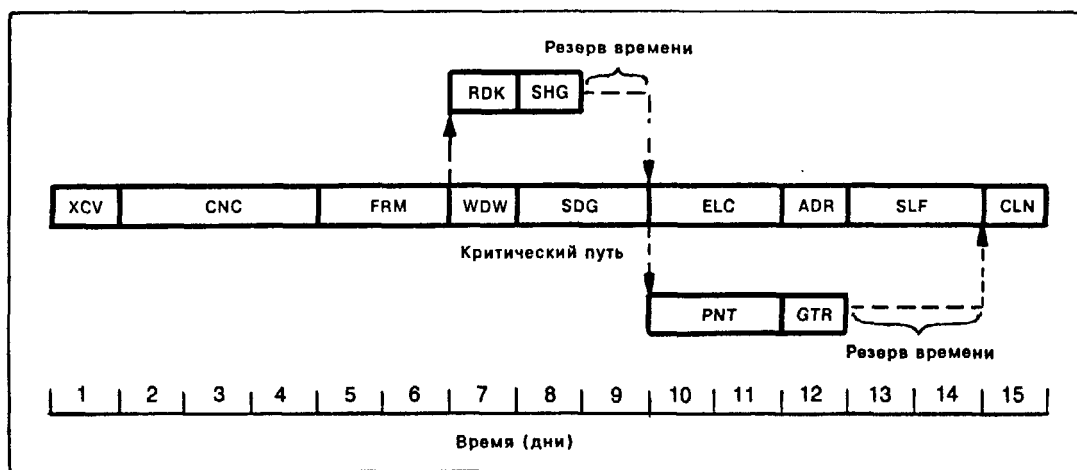 Резерв времени
RDK SHG
XCV CNC FRM WDW SDG ELC ADR SLF CLN
Критический путь
PNT GTR
Резерв времени
1 2 3 4 5 6 7 8 9 10 11 12 13 14 15
Время (дни)